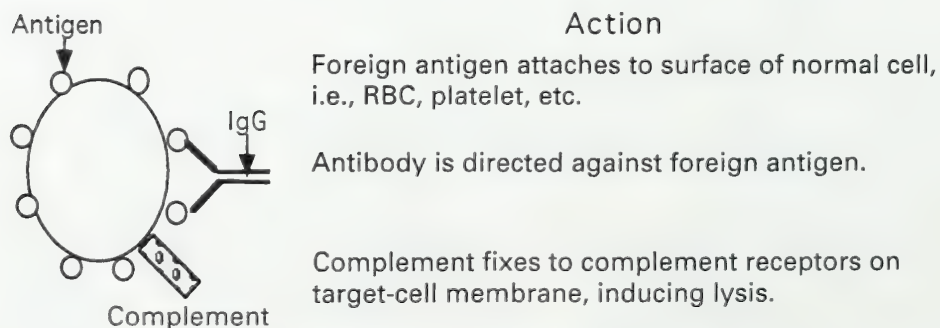 Antigen
Action
Foreign antigen attaches to surface of normal cell,
i.e., RBC, platelet, etc.
IgG
Antibody is directed against foreign antigen.
Complement fixes to complement receptors on
target-cell membrane, inducing lysis.
Complement